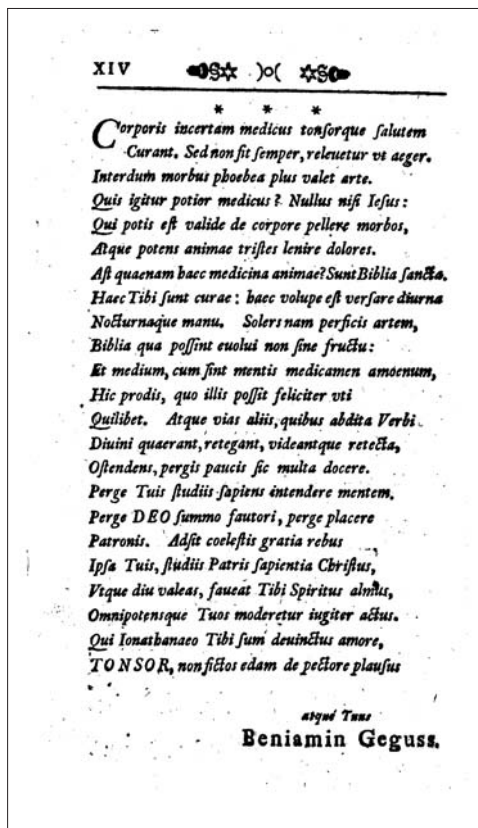 XIV
* * *
Corporis incertam medicus tonſorque ſalutem
Curant. Sed non fit ſemper, releuetur vt aeger.
Interdum morbus phoebea plus valet arte.
Quis igitur potior medicus? Nullus niſi Ieſus:
Qui potis eſt valide de corpore pellere morbos,
Atque potens animae triſtes lenire dolores.
Aſt quaenam haec medicina animae? Sunt Biblia ſancta.
Haec Tibi ſunt curae: haec volupe eſt verſare diurna
Nocturnaque manu. Solers nam perficis artem,
Biblia qua poſſint euolui non ſine fructu:
Et medium, cum ſint mentis medicamen amoenum,
Hic prodis, quo illis poſſit feliciter vti
Quilibet. Atque vias aliis, quibus abdita Verbi
Diuini quaerant, retegant, videantque retecta,
Oſtendens, pergis paucis ſic multa docere.
Perge Tuis ſtudiis ſapiens intendere mentem,
Perge DEO ſummo fautori, perge placere
Patronis. Adſit coeleſtis gratia rebus
Ipſa Tuis, ſtudiis Patris ſapientia Chriſtus,
Vtque diu valeas, faueat Tibi Spiritus almus,
Omnipotensque Tuos moderetur iugiter actus.
Qui Ionathanaeo Tibi ſum deuinctus amore,
TONSOR, non fictos edam de pectore plauſus
atqué Tuus
Beniamin Geguss.